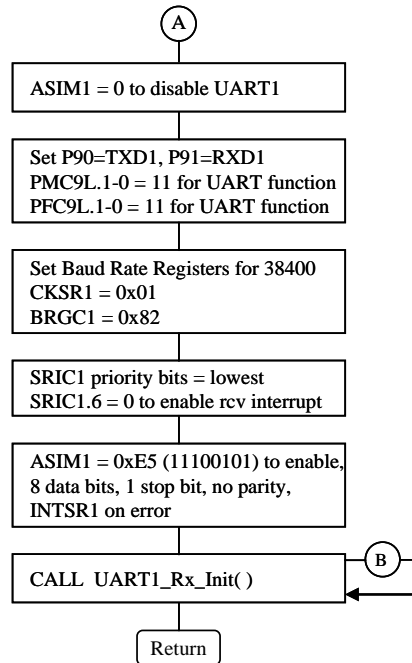 A
ASIM1 = 0 to disable UART1
Set P90=TXD1, P91=RXD1
PMC9L.1-0 = 11 for UART function
PFC9L.1-0 = 11 for UART function
Set Baud Rate Registers for 38400
CKSR1 = 0x01
BRGC1 = 0x82
SRIC1 priority bits = lowest
SRIC1.6 = 0 to enable rcv interrupt
ASIM1 = 0xE5 (11100101) to enable,
8 data bits, 1 stop bit, no parity,
INTSR1 on error
CALL UART1_Rx_Init( )
B
Return